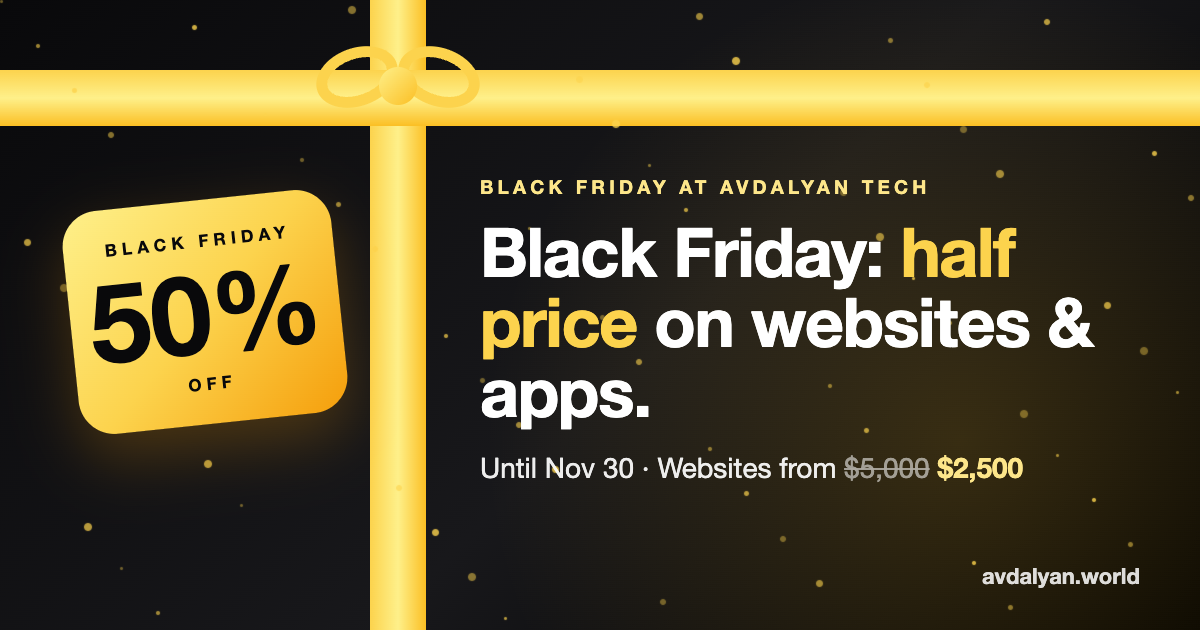 BLACK FRIDAY
50%
OFF
BLACK FRIDAY AT AVDALYAN TECH
Black Friday: half
price on websites &
apps.
Until Nov 30 · Websites from $5,000 $2,500
avdalyan.world